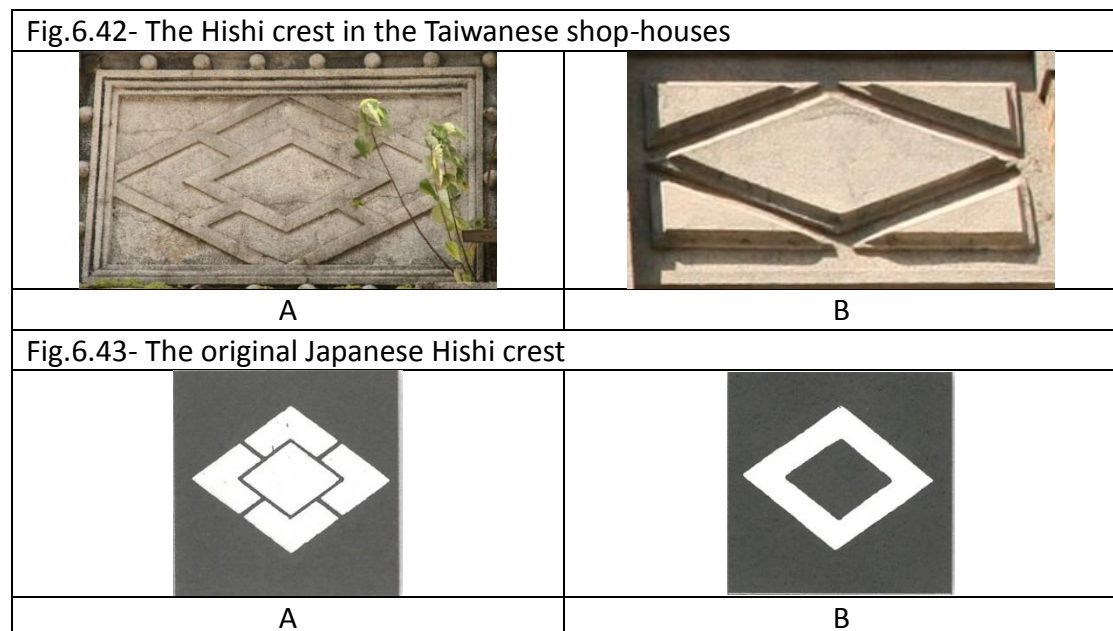 Fig.6.42- The Hishi crest in the Taiwanese shop-houses
A
B
Fig.6.43- The original Japanese Hishi crest
A
B